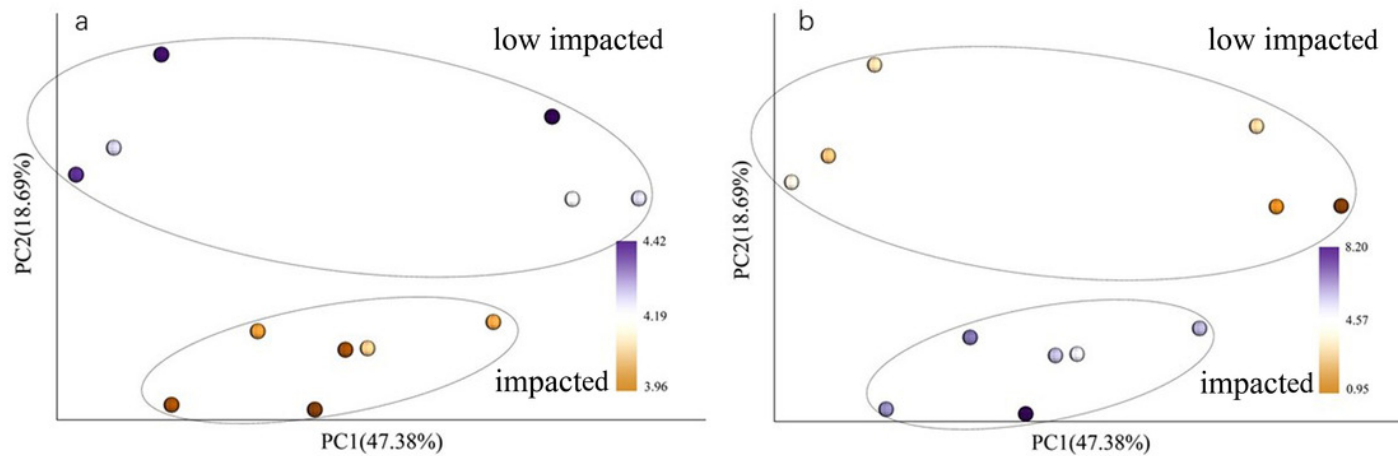 a
low impacted
PC2(18.69%)
4.42
4.19
3.96
impacted
PC1(47.38%)
b
low impacted
PC2(18.69%)
8.20
4.57
0.95
impacted
PC1(47.38%)